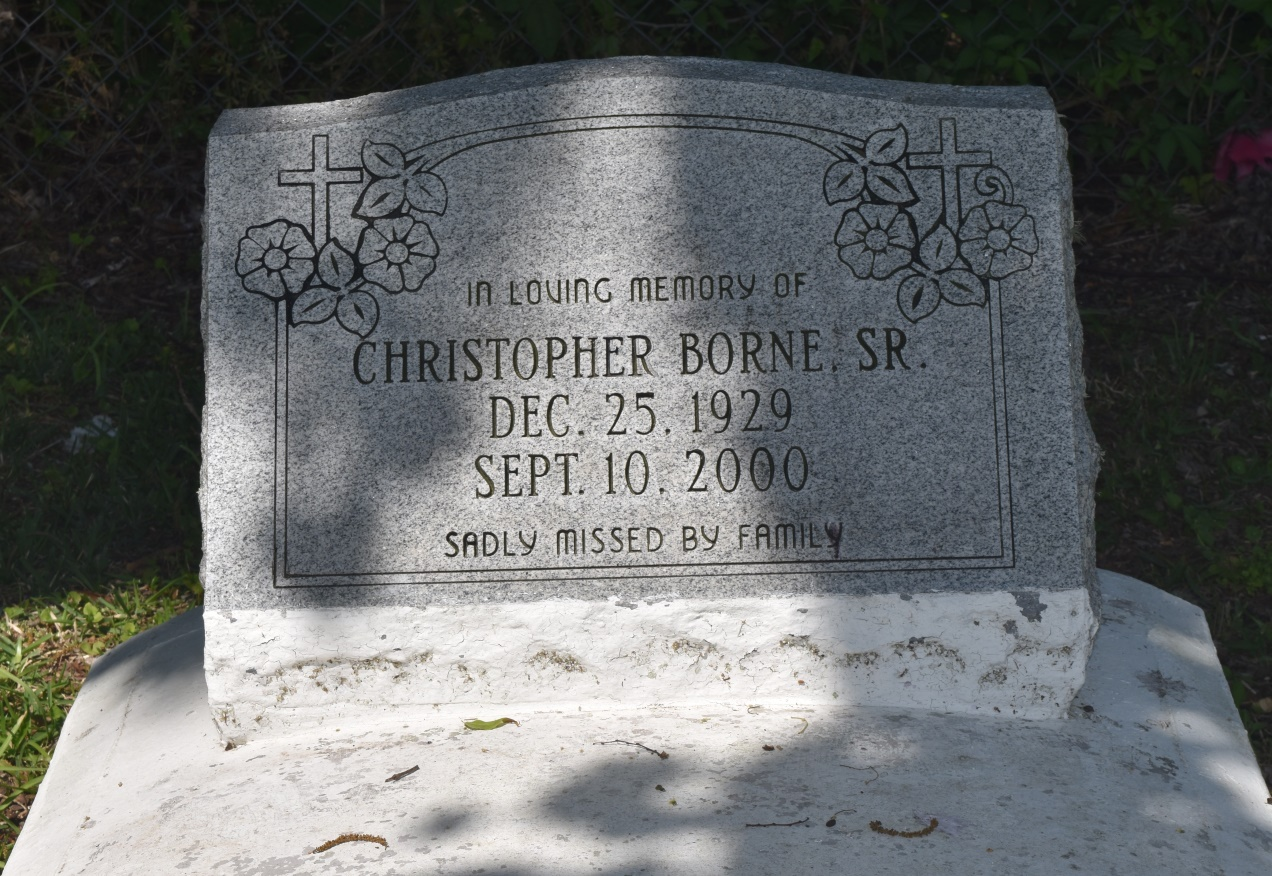 IN LOVING MEMORY OF
CHRISTOPHER BORNE. SR.
DEC. 25. 1929
SEPT. 10. 2000
SADLY MISSED BY FAMILY